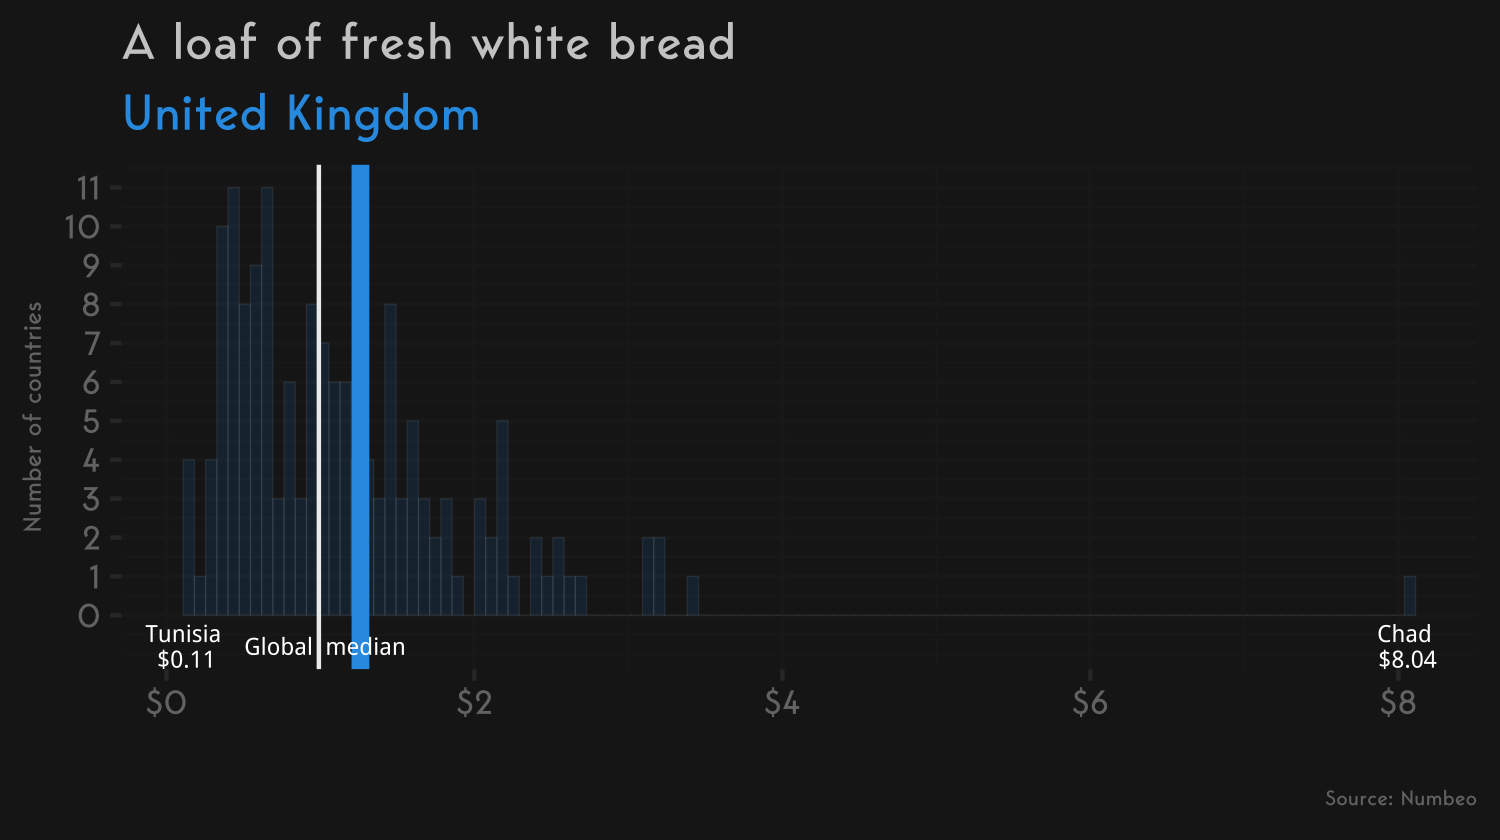 A loaf of fresh white bread
United Kingdom
Number of countries
11
10
9
8
7
6
5
4
3
2
1
0
Tunisia
$0.11
Global median
Chad
$8.04
$0 $2 $4 $6 $8
Source: Numbeo